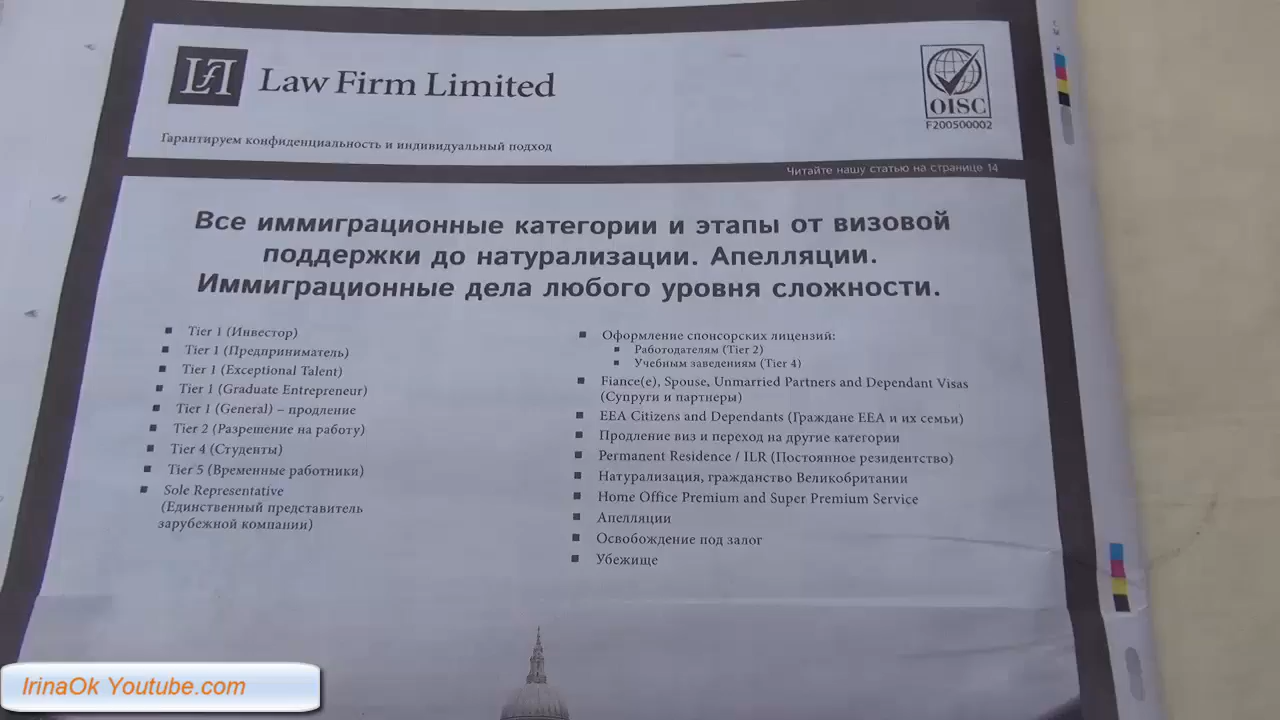 LFL
Law Firm Limited
OISC
F200500002
Гарантируем конфиденциальность и индивидуальный подход
Читайте нашу статью на странице 14
Все иммиграционные категории и этапы от визовой
поддержки до натурализации. Апелляции.
Иммиграционные дела любого уровня сложности.
Tier 1 (Инвестор)
Tier 1 (Предприниматель)
Tier 1 (Exceptional Talent)
Tier 1 (Graduate Entrepreneur)
Tier 1 (General) – продление
Tier 2 (Разрешение на работу)
Tier 4 (Студенты)
Tier 5 (Временные работники)
Sole Representative
(Единственный представитель
зарубежной компании)
Оформление спонсорских лицензий:
Работодателям (Tier 2)
Учебным заведениям (Tier 4)
Fiance(e), Spouse, Unmarried Partners and Dependant Visas
(Супруги и партнеры)
EEA Citizens and Dependants (Граждане ЕЕА и их семьи)
Продление виз и переход на другие категории
Permanent Residence / ILR (Постоянное резидентство)
Натурализация, гражданство Великобритании
Home Office Premium and Super Premium Service
Апелляции
Освобождение под залог
Убежище
IrinaOk Youtube.com